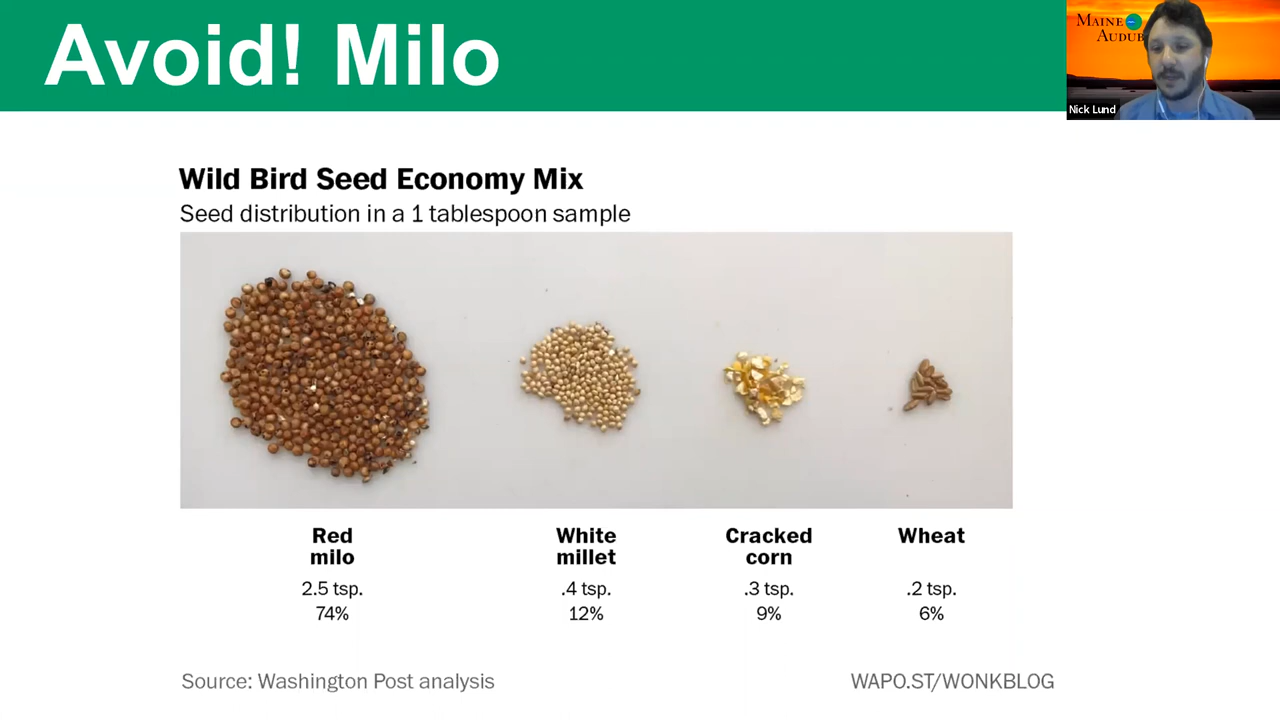 Avoid! Milo
MAINE
AUDUB
Nick Lund
Wild Bird Seed Economy Mix
Seed distribution in a 1 tablespoon sample
Red
milo
2.5 tsp.
74%
White
millet
.4 tsp.
12%
Cracked
corn
.3 tsp.
9%
Wheat
.2 tsp.
6%
Source: Washington Post analysis
WAPO.ST/WONKBLOG